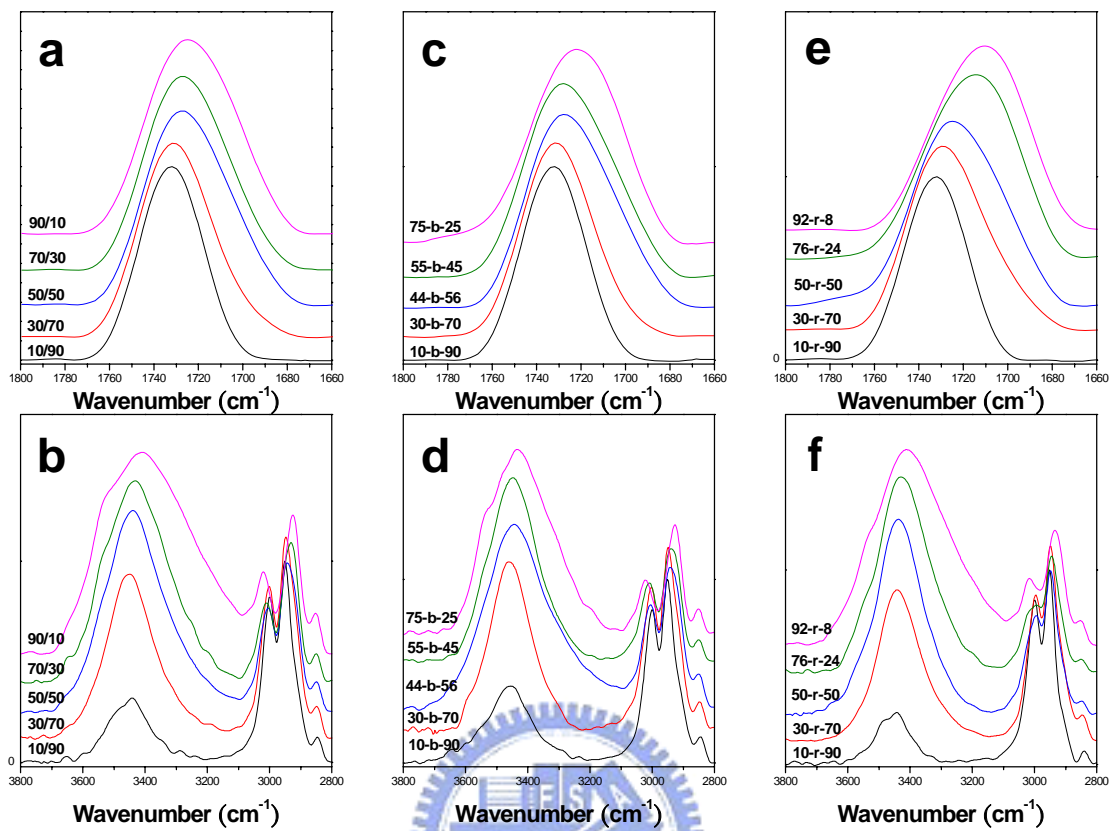 a
90/10
70/30
50/50
30/70
10/90
1800 1780 1760 1740 1720 1700 1680 1660
Wavenumber (cm-1)
c
75-b-25
55-b-45
44-b-56
30-b-70
10-b-90
1800 1780 1760 1740 1720 1700 1680 1660
Wavenumber (cm-1)
e
92-r-8
76-r-24
50-r-50
30-r-70
10-r-90
0
1800 1780 1760 1740 1720 1700 1680 1660
Wavenumber (cm-1)
b
90/10
70/30
50/50
30/70
10/90
0
3800 3600 3400 3200 3000 2800
Wavenumber (cm-1)
d
75-b-25
55-b-45
44-b-56
30-b-70
10-b-90
3800 3600 3400 3200 3000 2800
Wavenumber (cm-1)
f
92-r-8
76-r-24
50-r-50
30-r-70
10-r-90
3800 3600 3400 3200 3000 2800
Wavenumber (cm-1)